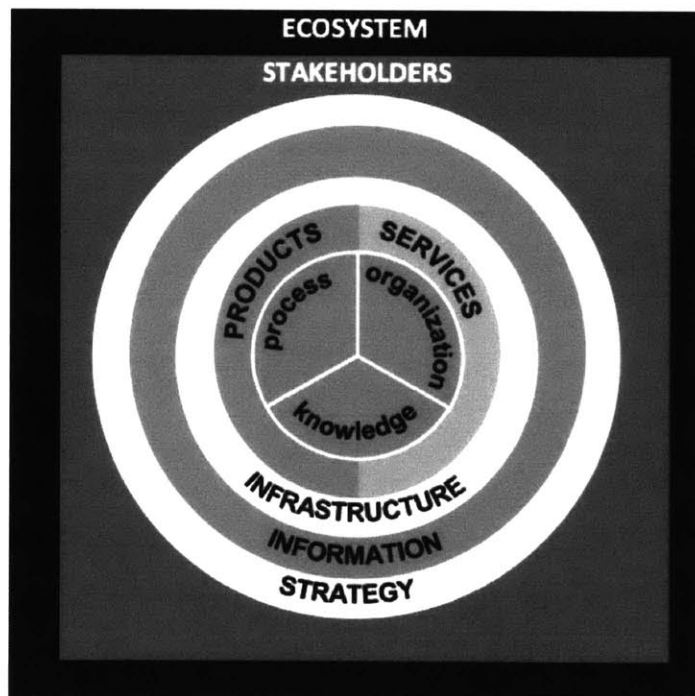 ECOSYSTEM
STAKEHOLDERS
PRODUCTS
SERVICES
process
organization
knowledge
INFRASTRUCTURE
INFORMATION
STRATEGY